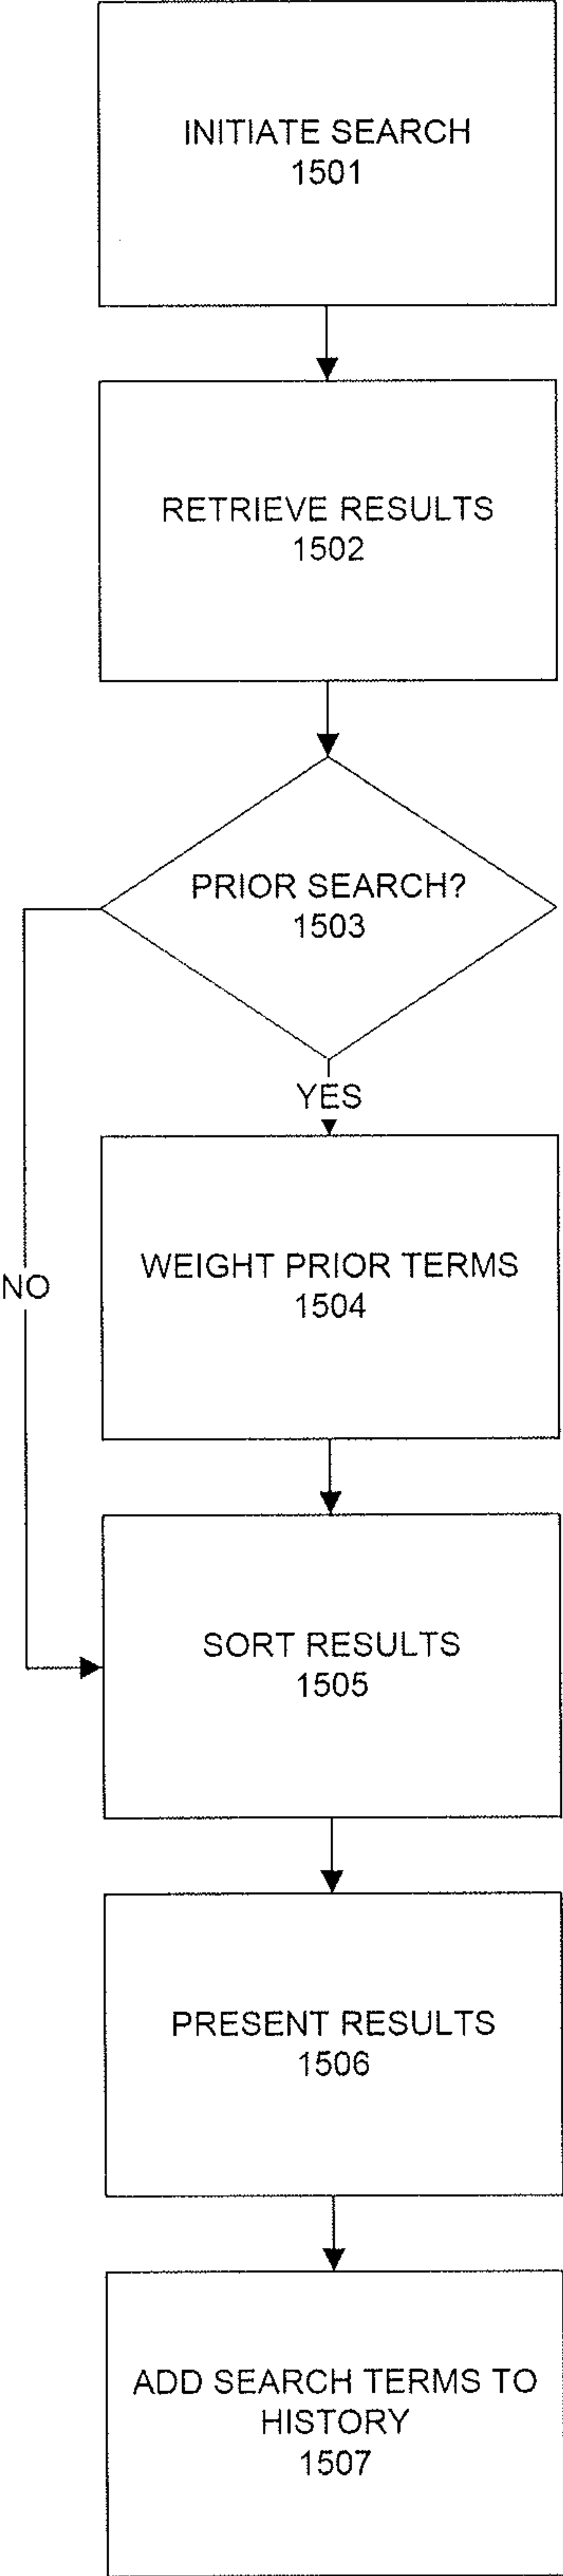 INITIATE SEARCH
1501
RETRIEVE RESULTS
1502
PRIOR SEARCH?
1503
YES
WEIGHT PRIOR TERMS
1504
NO
SORT RESULTS
1505
PRESENT RESULTS
1506
ADD SEARCH TERMS TO
HISTORY
1507